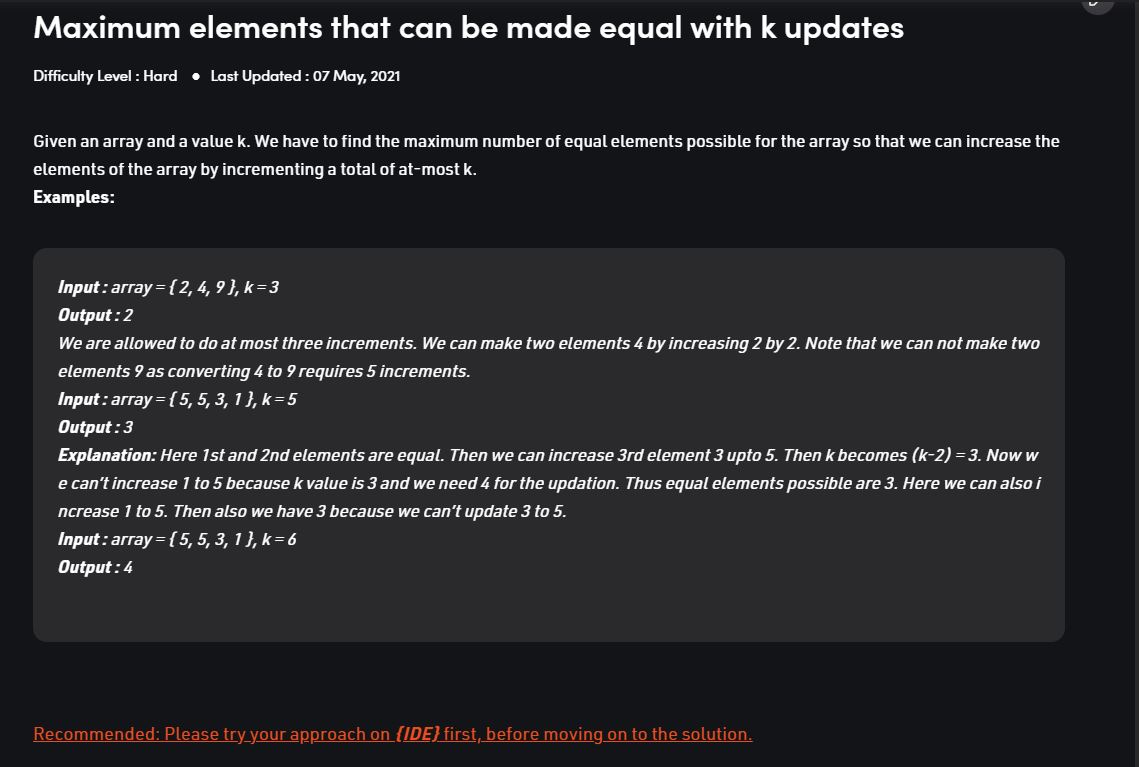 Maximum elements that can be made equal with k updates
Difficulty Level : Hard ● Last Updated : 07 May, 2021
Given an array and a value k. We have to find the maximum number of equal elements possible for the array so that we can increase the
elements of the array by incrementing a total of at-most k.
Examples:
Input : array = { 2, 4, 9 }, k = 3
Output : 2
We are allowed to do at most three increments. We can make two elements 4 by increasing 2 by 2. Note that we can not make two
elements 9 as converting 4 to 9 requires 5 increments.
Input : array = { 5, 5, 3, 1 }, k = 5
Output : 3
Explanation: Here 1st and 2nd elements are equal. Then we can increase 3rd element 3 upto 5. Then k becomes (k-2) = 3. Now w
e can't increase 1 to 5 because k value is 3 and we need 4 for the updation. Thus equal elements possible are 3. Here we can also i
ncrease 1 to 5. Then also we have 3 because we can't update 3 to 5.
Input : array = { 5, 5, 3, 1 }, k = 6
Output : 4
Recommended: Please try your approach on {IDE} first, before moving on to the solution.